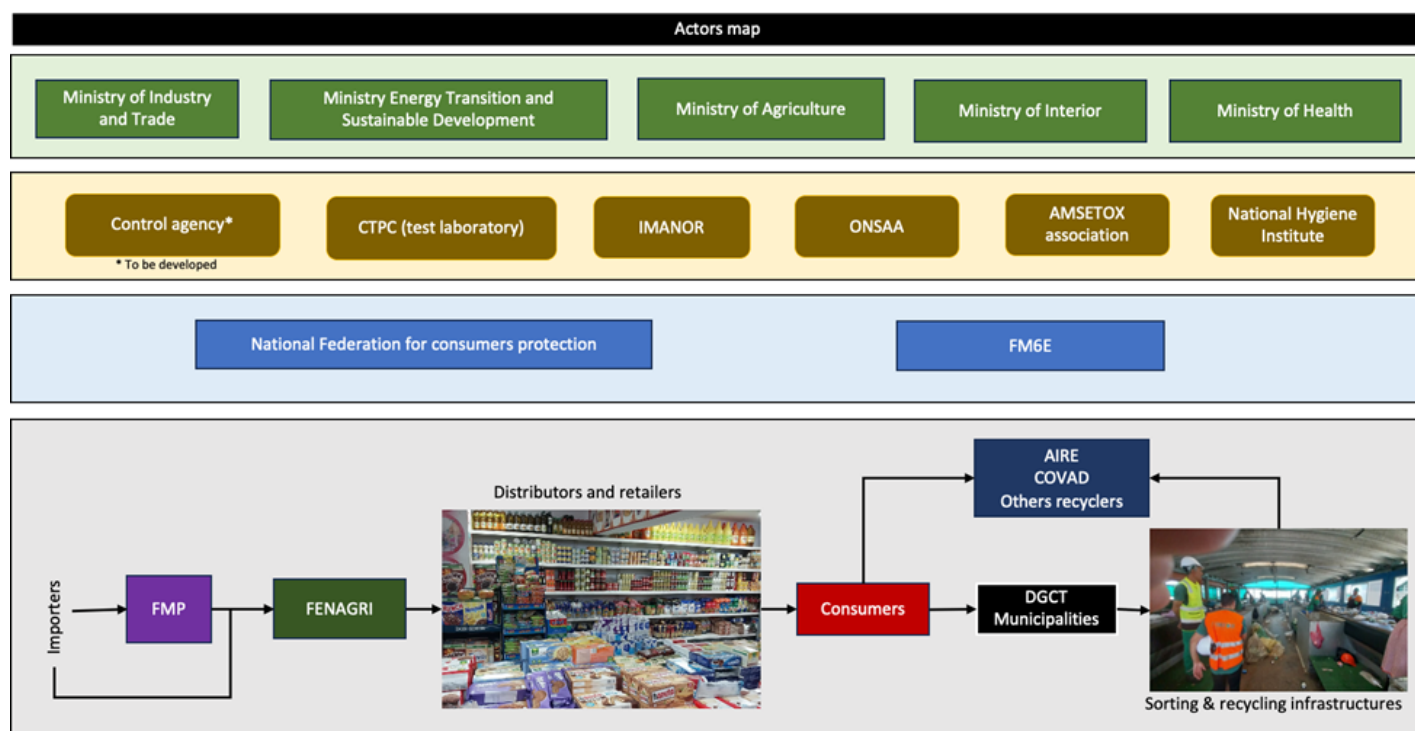 Actors map
Ministry of Industry
and Trade
Ministry Energy Transition and
Sustainable Development
Ministry of Agriculture
Ministry of Interior
Ministry of Health
Control agency*
* To be developed
CTPC (test laboratory)
IMANOR
ONSAA
AMSETOX
association
National Hygiene
Institute
National Federation for consumers protection
FM6E
Importers
FMP
FENAGRI
Distributors and retailers
Consumers
AIRE
COVAD
Others recyclers
DGCT
Municipalities
Sorting & recycling infrastructures